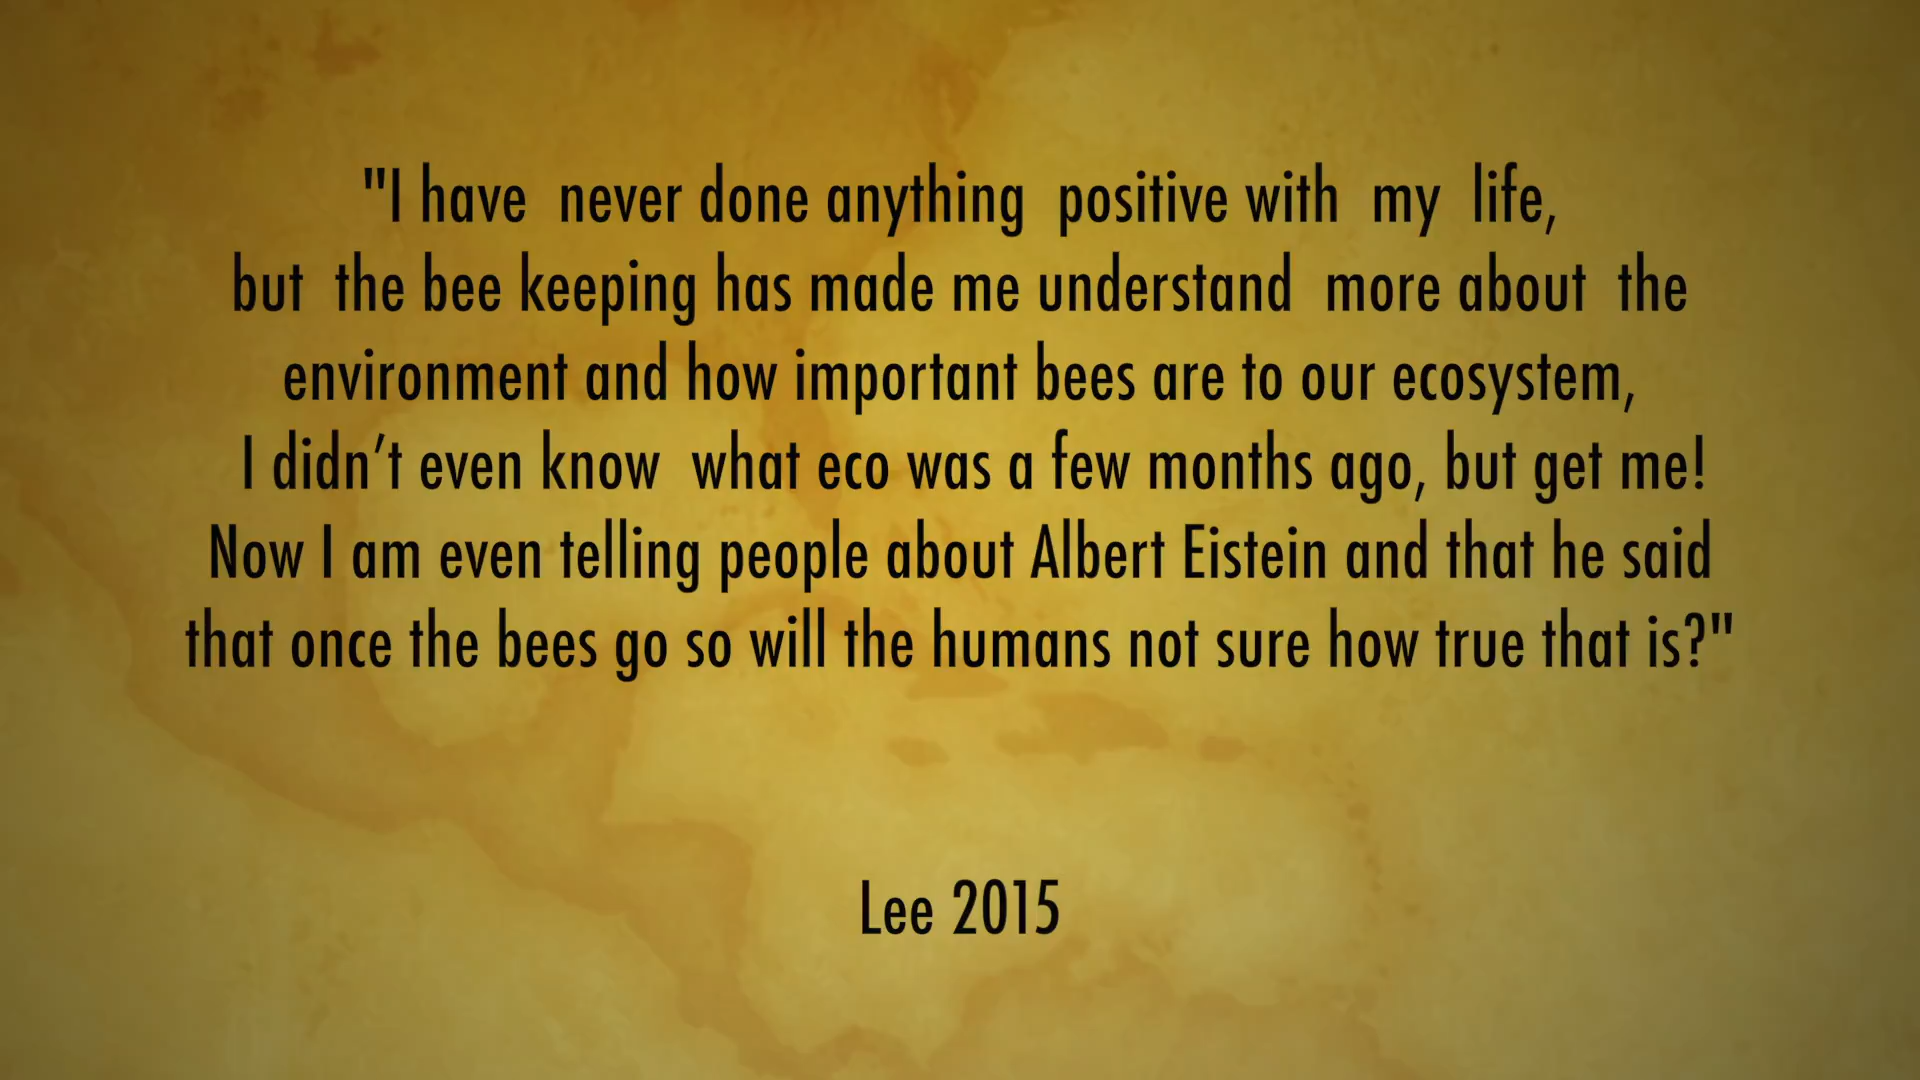 "I have never done anything positive with my life,
but the bee keeping has made me understand more about the
environment and how important bees are to our ecosystem,
I didn’t even know what eco was a few months ago, but get me!
Now I am even telling people about Albert Eistein and that he said
that once the bees go so will the humans not sure how true that is?"
Lee 2015